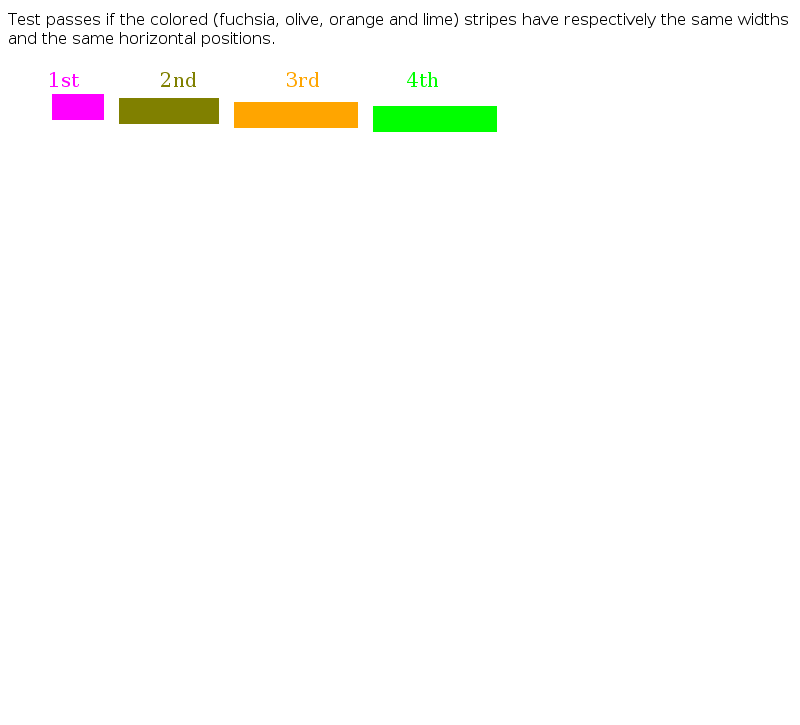 Test passes if the colored (fuchsia, olive, orange and lime) stripes have respectively the same widths
and the same horizontal positions.
1st 2nd 3rd 4th